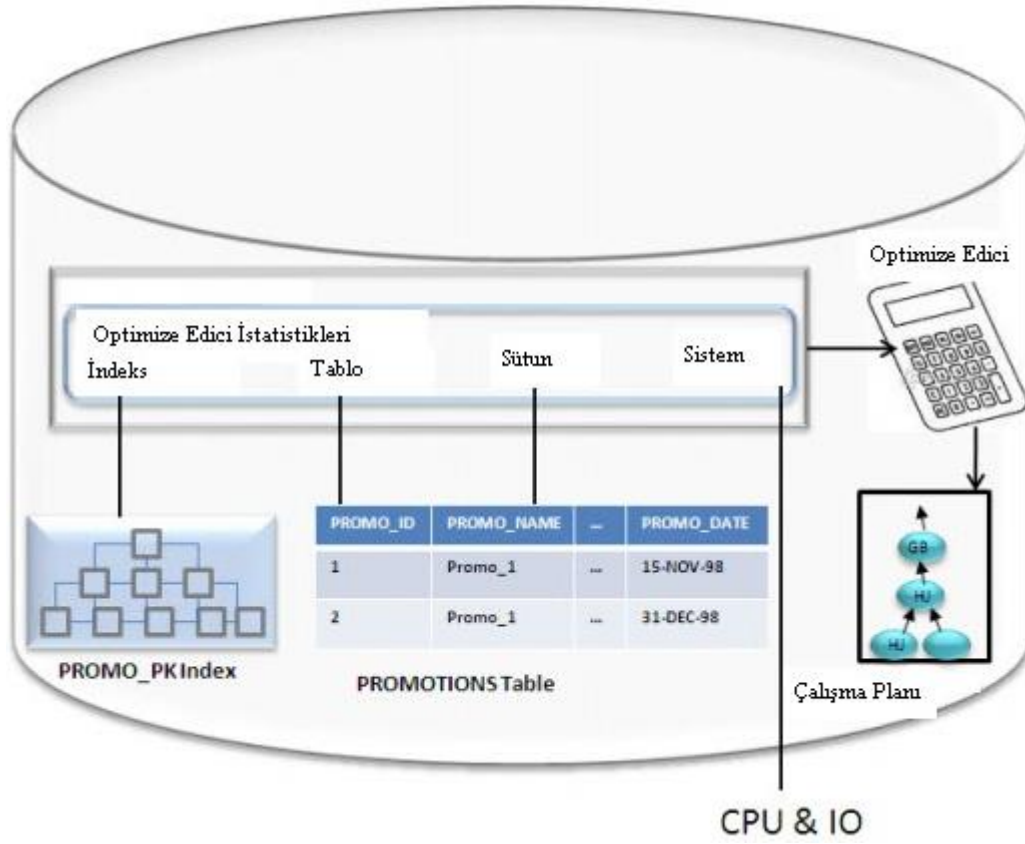 Optimize Edici
Optimize Edici İstatistikleri
İndeks Tablo Sütun Sistem
PROMO_ID PROMO_NAME ... PROMO_DATE
1 Promo_1 ... 15-NOV-98
2 Promo_1 ... 31-DEC-98
GB
HJ
HJ
PROMO_PK Index
PROMOTIONS Table
Çalışma Planı
CPU & IO